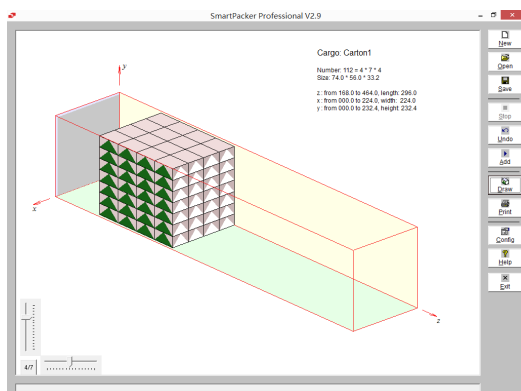 SmartPacker Professional V2.9
Cargo: Carton1
Number: 112 = 4 * 7 * 4
Size: 74.0 * 56.0 * 33.2
z : from 168.0 to 464.0, length: 296.0
x : from 000.0 to 224.0, width: 224.0
y : from 000.0 to 232.4, height: 232.4
y
x
z
4/7
New
Open
Save
Stop
Undo
Add
Draw
Print
Config
Help
Exit